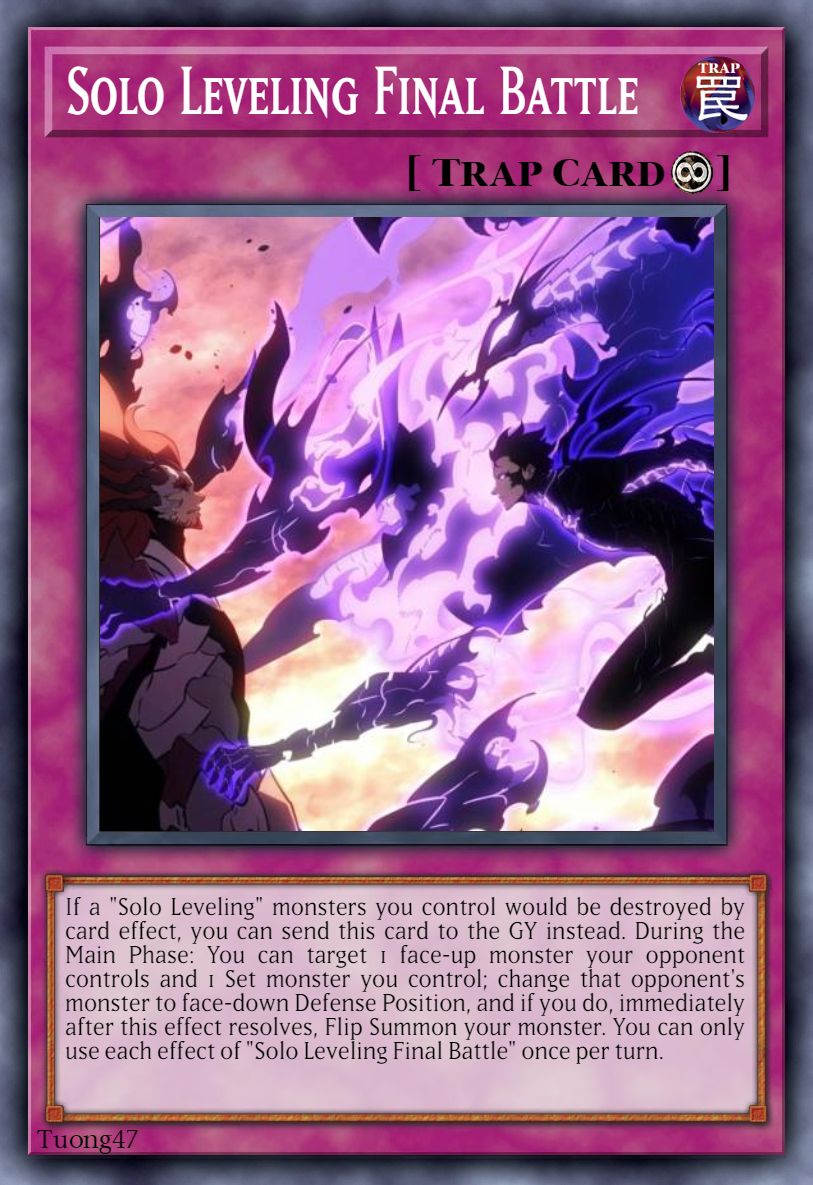 Solo Leveling Final Battle
TRAP
罠
[ Trap Card ∞]
If a "Solo Leveling" monsters you control would be destroyed by
card effect, you can send this card to the GY instead. During the
Main Phase: You can target 1 face-up monster your opponent
controls and 1 Set monster you control; change that opponent's
monster to face-down Defense Position, and if you do, immediately
after this effect resolves, Flip Summon your monster. You can only
use each effect of "Solo Leveling Final Battle" once per turn.
Tuong47